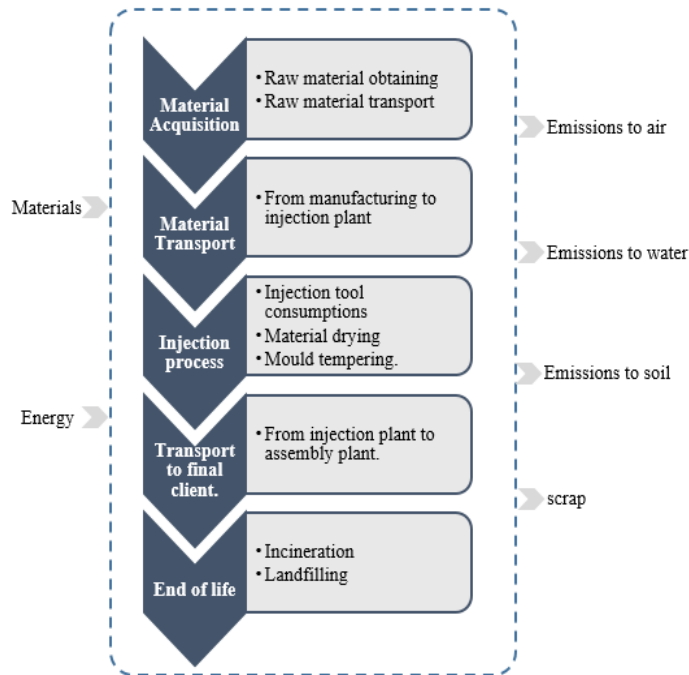 Material
Acquisition
• Raw material obtaining
• Raw material transport
Emissions to air
Materials
Material
Transport
• From manufacturing to
injection plant
Emissions to water
Injection
process
• Injection tool
consumptions
• Material drying
• Mould tempering.
Emissions to soil
Energy
Transport
to final
client.
• From injection plant to
assembly plant.
scrap
End of life
• Incineration
• Landfilling